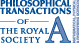 PHILOSOPHICAL
TRANSACTIONS
OF THE ROYAL
SOCIETY A